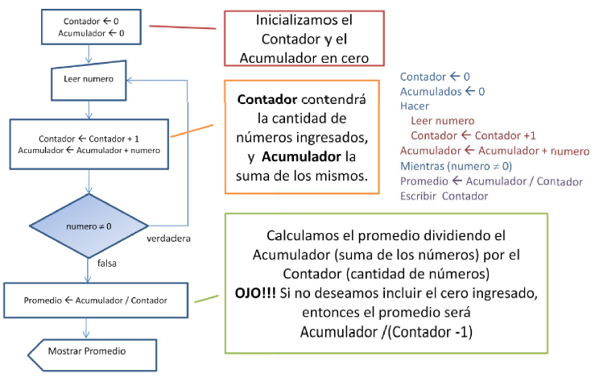 Contador ← 0
Acumulador ← 0
Inicializamos el
Contador y el
Acumulador en cero
Leer numero
Contador ← Contador + 1
Acumulador ← Acumulador + numero
Contador contendrá
la cantidad de
números ingresados,
y Acumulador la
suma de los mismos.
Contador ← 0
Acumulados ← 0
Hacer
Leer numero
Contador ← Contador +1
Acumulador ← Acumulador + numero
Mientras (numero ≠ 0)
Promedio ← Acumulador / Contador
Escribir Contador
numero ≠ 0
verdadera
falsa
Promedio ← Acumulador / Contador
Mostrar Promedio
Calculamos el promedio dividiendo el
Acumulador (suma de los números) por el
Contador (cantidad de números)
OJO!!! Si no deseamos incluir el cero ingresado,
entonces el promedio será
Acumulador /(Contador -1)